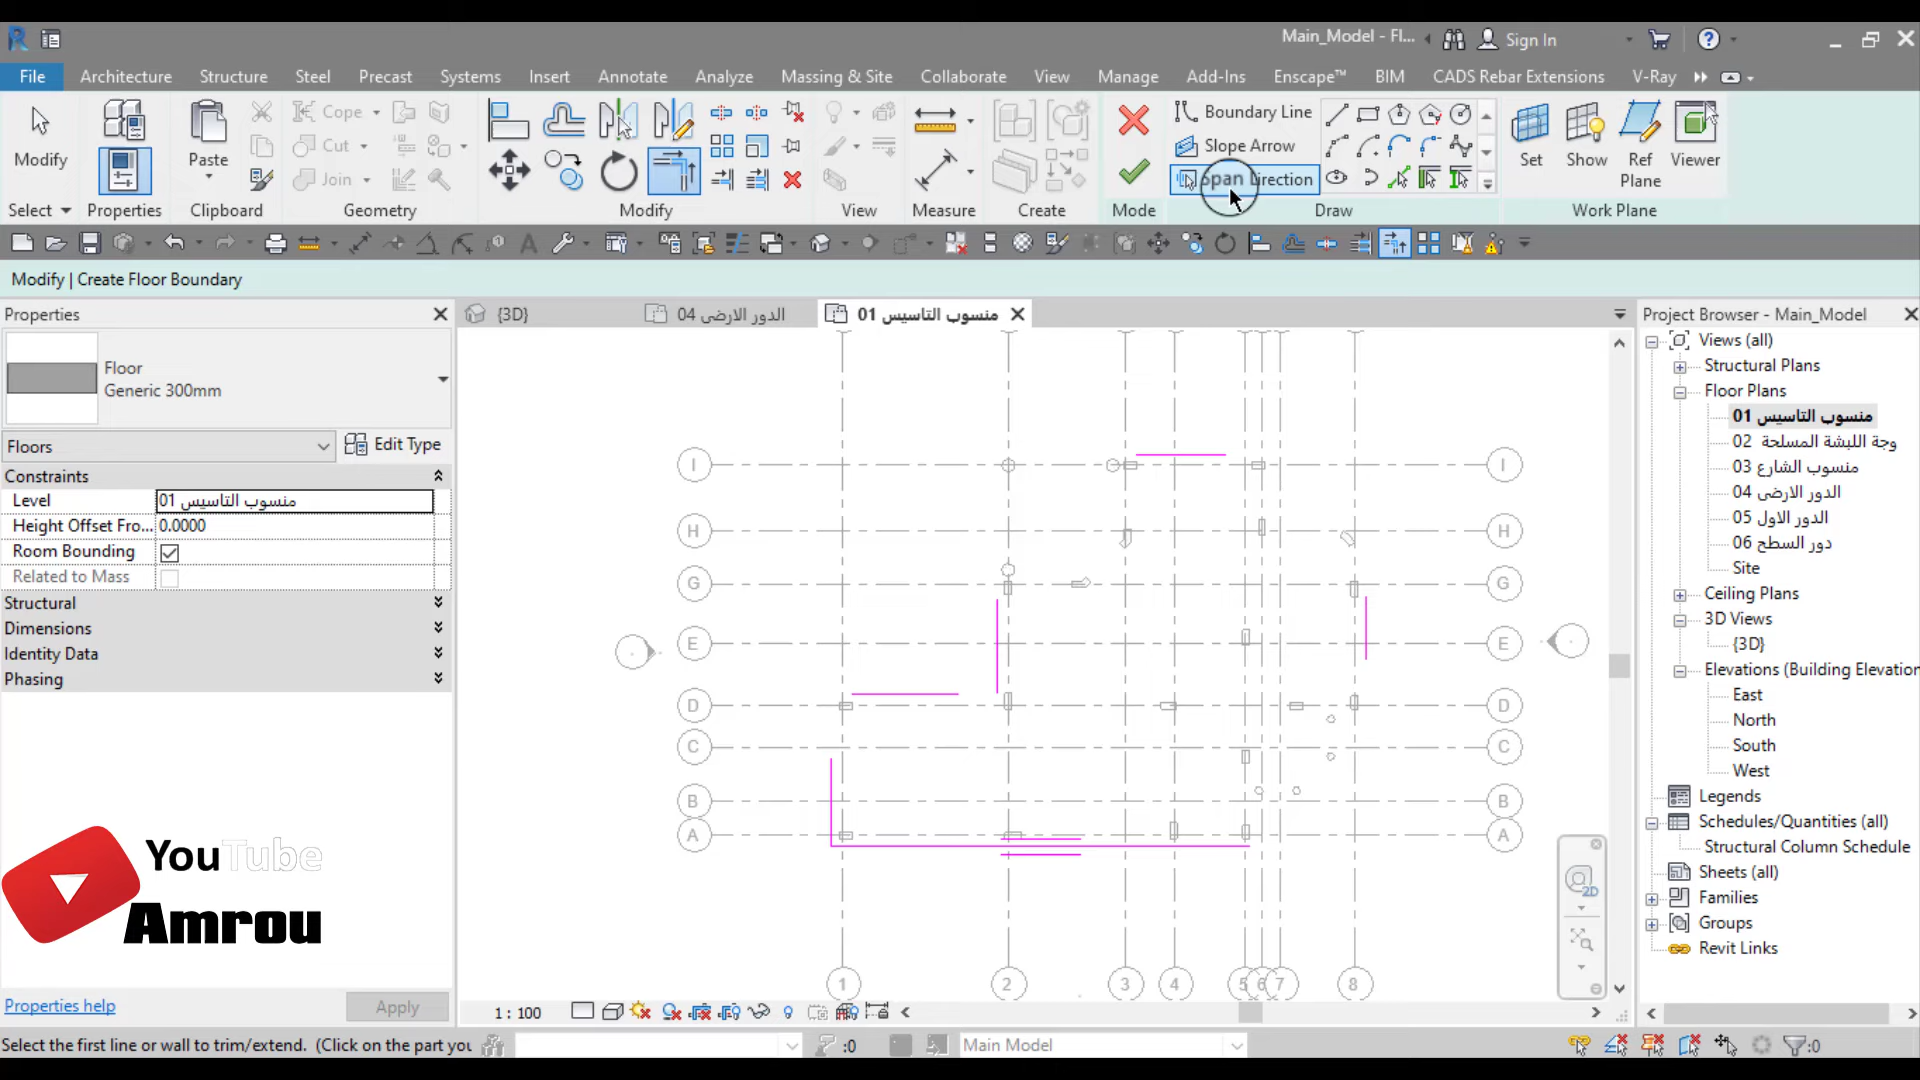 Main_Model - Fl...
Sign In
File Architecture Structure Steel Precast Systems Insert Annotate Analyze Massing & Site Collaborate View Manage Add-Ins Enscape™ BIM CADS Rebar Extensions V-Ray
Modify
Paste
Cope
Cut
Join
Boundary Line
Slope Arrow
Span Direction
Set
Show
Ref
Plane
Viewer
Select Properties Clipboard Geometry Modify View Measure Create Mode Draw Work Plane
Modify | Create Floor Boundary
Properties
{3D}
الدور الارضى 04
منسوب التاسيس 01
Project Browser - Main_Model
Floor
Generic 300mm
Floors
Edit Type
Constraints
Level
منسوب التاسيس 01
Height Offset Fro... 0.0000
Room Bounding
Related to Mass
Structural
Dimensions
Identity Data
Phasing
YouTube
Amrou
Properties help
Apply
I I
H H
G G
E E
D D
C C
B B
A A
1 2 3 4 5 6 7 8
2D
Views (all)
Structural Plans
Floor Plans
منسوب التاسيس 01
وجة اللبشة المسلحة 02
منسوب الشارع 03
الدور الارضى 04
الدور الاول 05
دور السطح 06
Site
Ceiling Plans
3D Views
{3D}
Elevations (Building Elevation
East
North
South
West
Legends
Schedules/Quantities (all)
Structural Column Schedule
Sheets (all)
Families
Groups
Revit Links
1 : 100
Select the first line or wall to trim/extend. (Click on the part you
:0
Main Model
:0